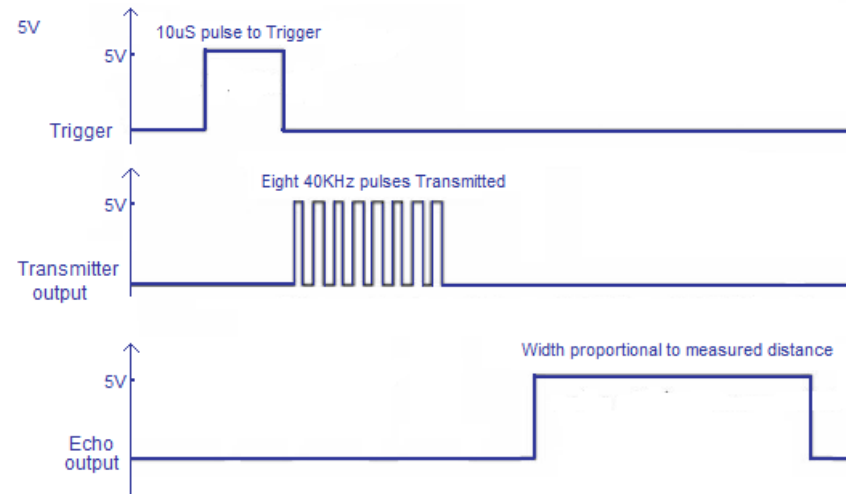 5V
10uS pulse to Trigger
5V
Trigger
Eight 40KHz pulses Transmitted
5V
Transmitter
output
Width proportional to measured distance
5V
Echo
output